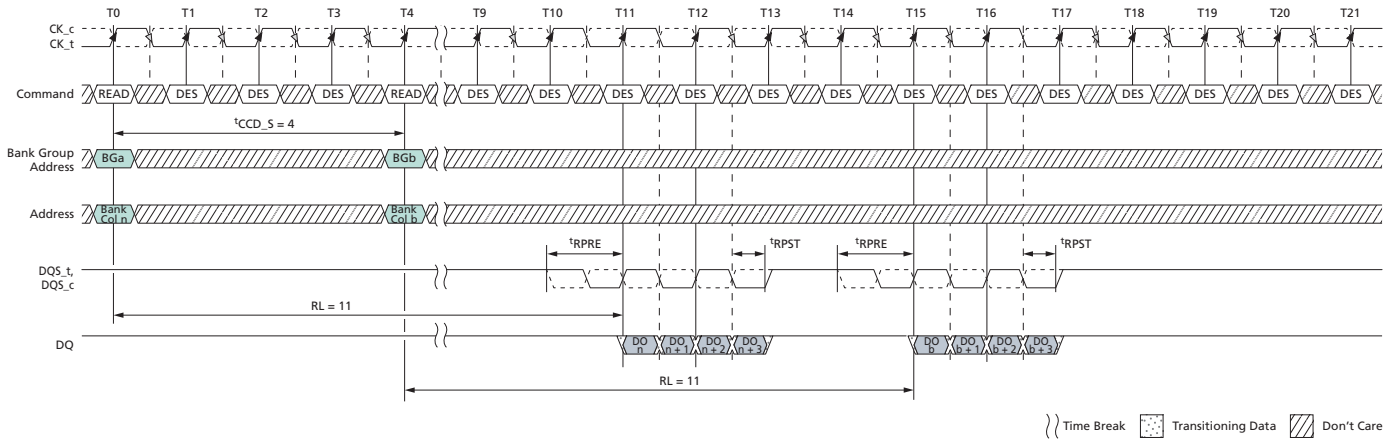 T0 T1 T2 T3 T4 T9 T10 T11 T12 T13 T14 T15 T16 T17 T18 T19 T20 T21
CK_c
CK_t
Command READ DES DES DES READ DES DES DES DES DES DES DES DES DES DES DES DES DES
tCCD_S = 4
Bank Group
Address
BGa BGb
Address
Bank
Col n
Bank
Col b
tRPRE tRPST tRPRE tRPST
DQS_t,
DQS_c
RL = 11
DQ
DO
n
DO
n + 1
DO
n + 2
DO
n + 3
DO
b
DO
b + 1
DO
b + 2
DO
b + 3
RL = 11
Time Break Transitioning Data Don't Care